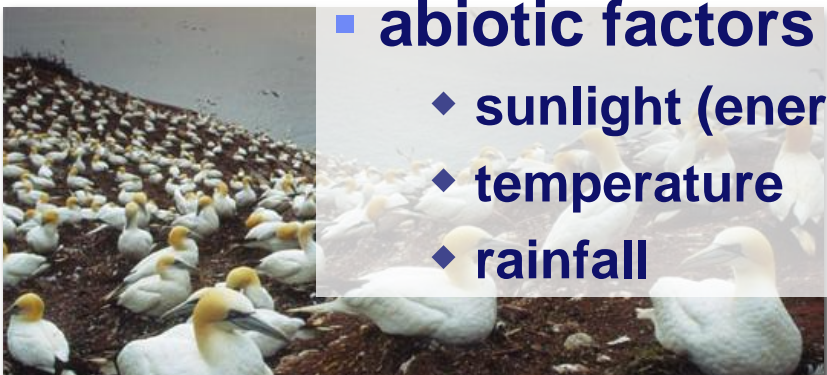 abiotic factors
sunlight (ener
temperature
rainfall